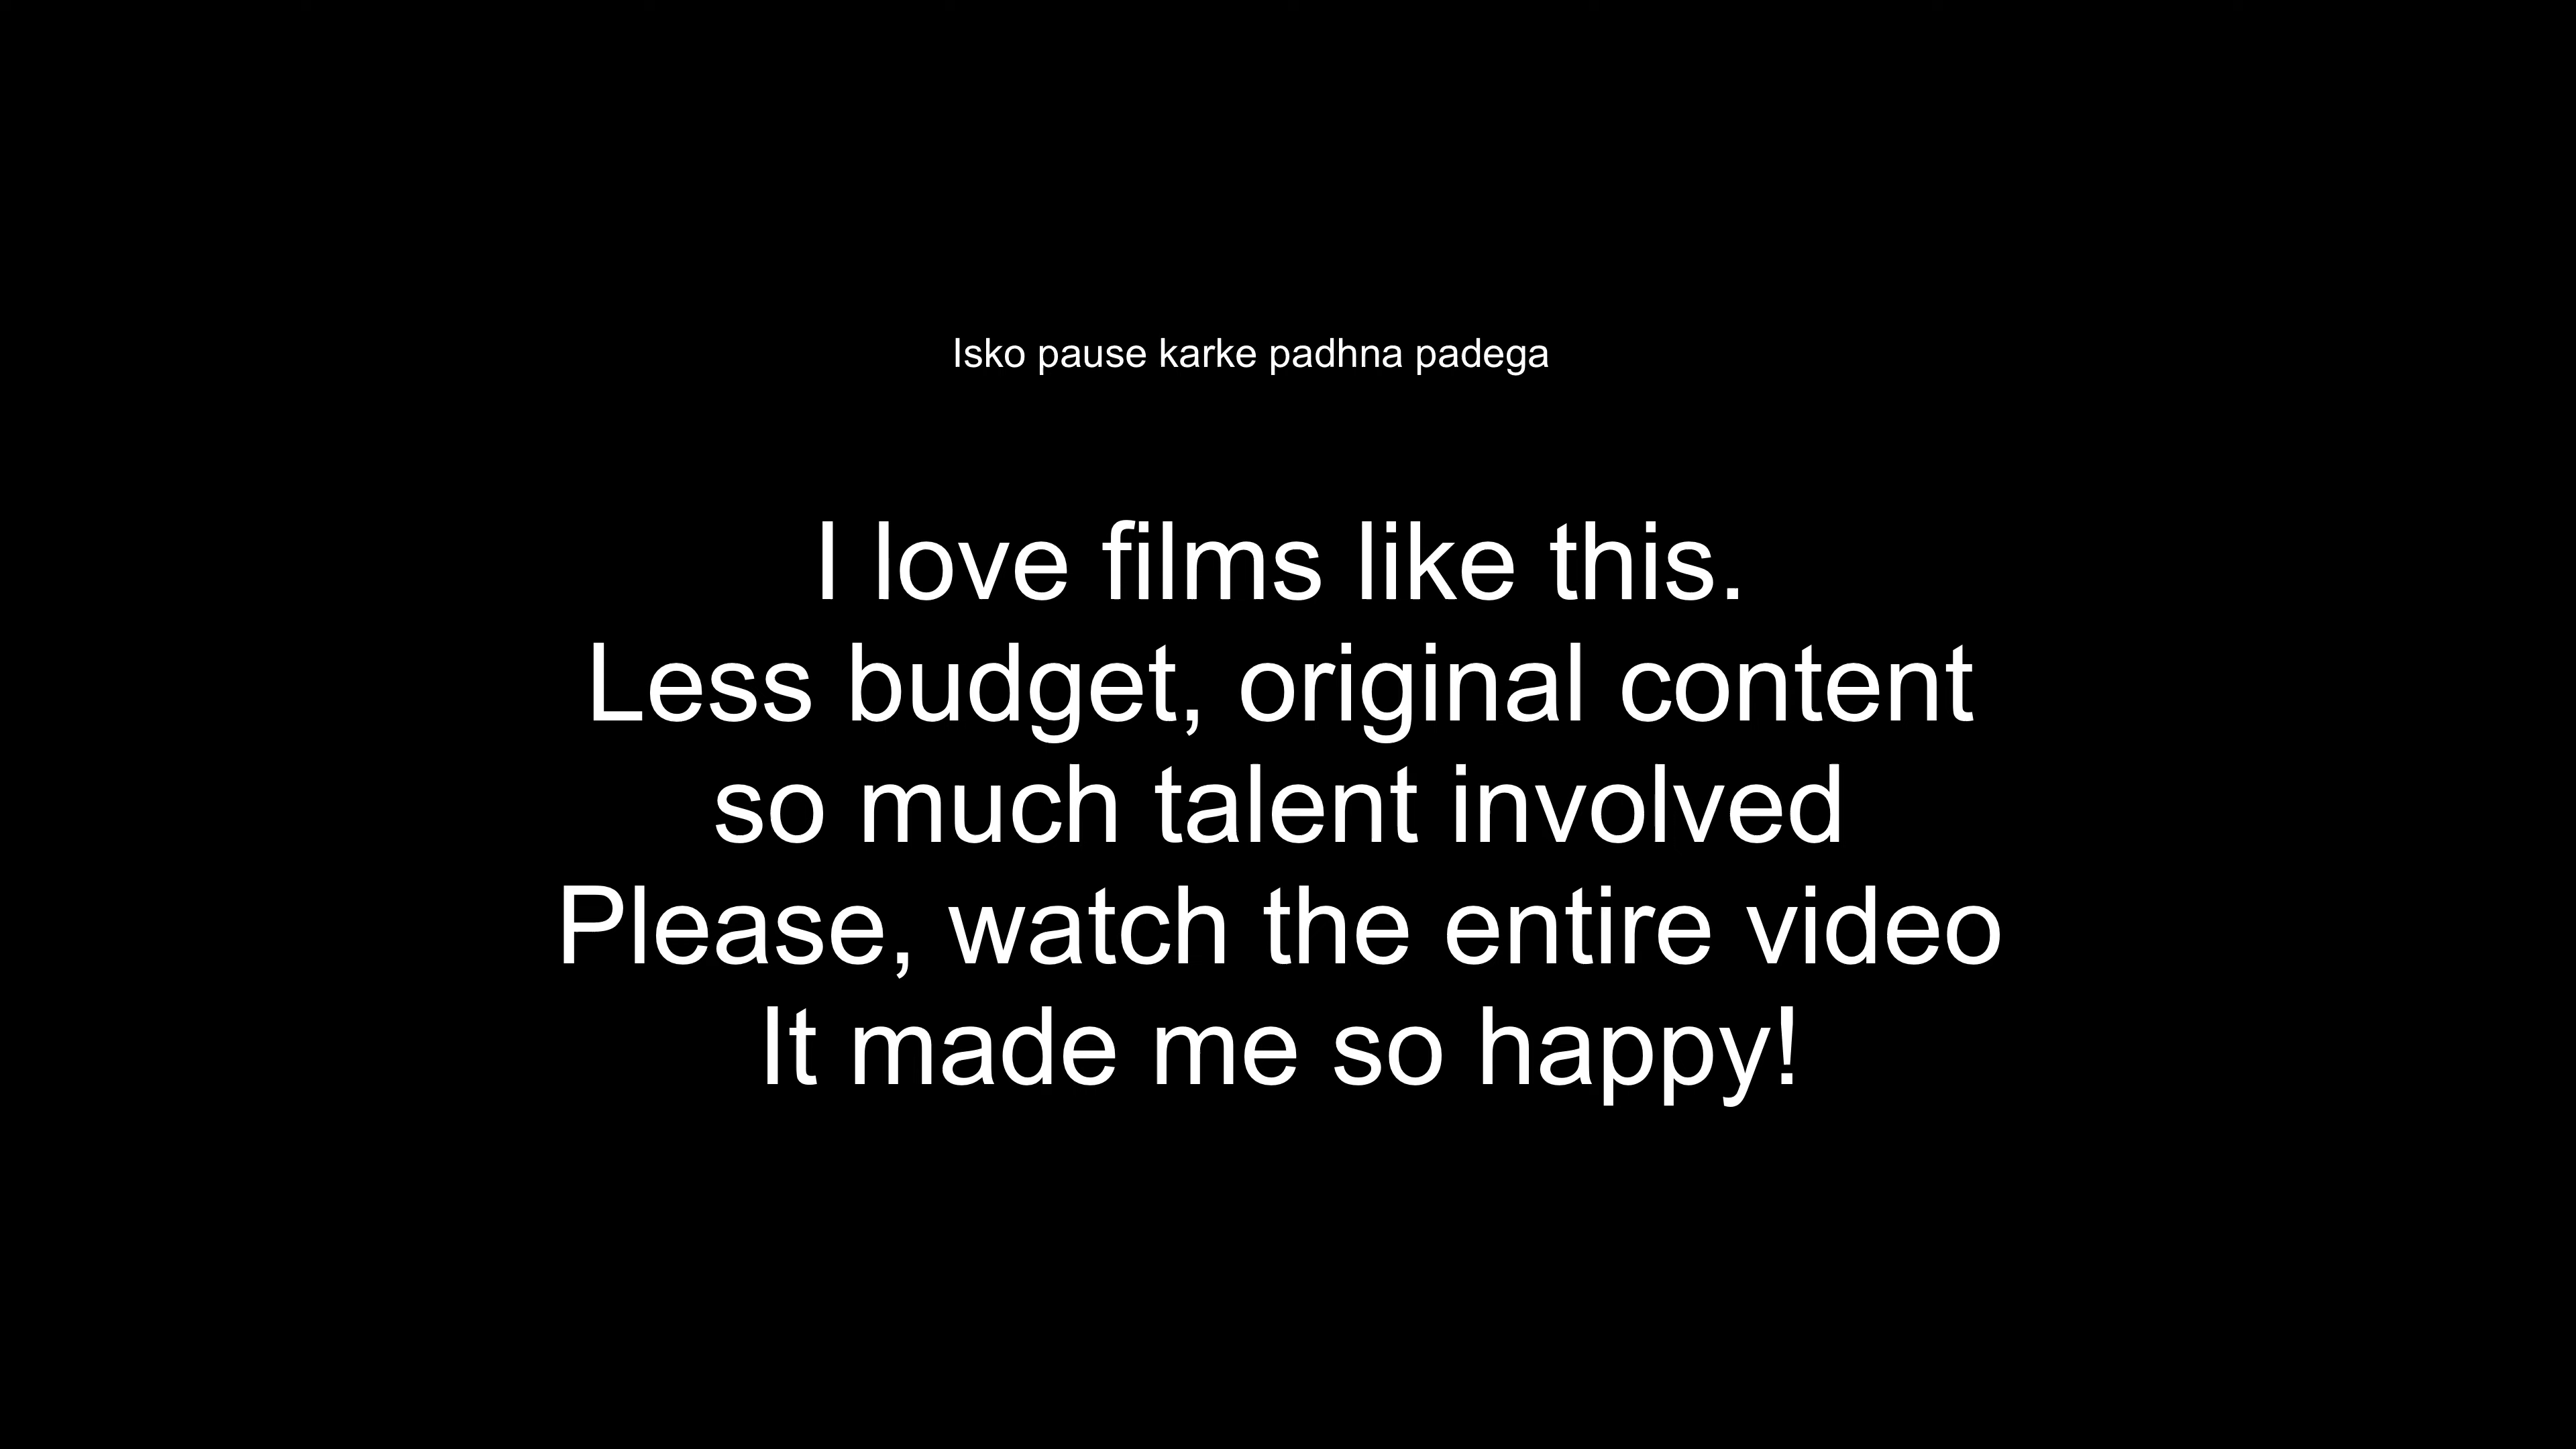 Isko pause karke padhna padega
I love films like this.
Less budget, original content
so much talent involved
Please, watch the entire video
It made me so happy!